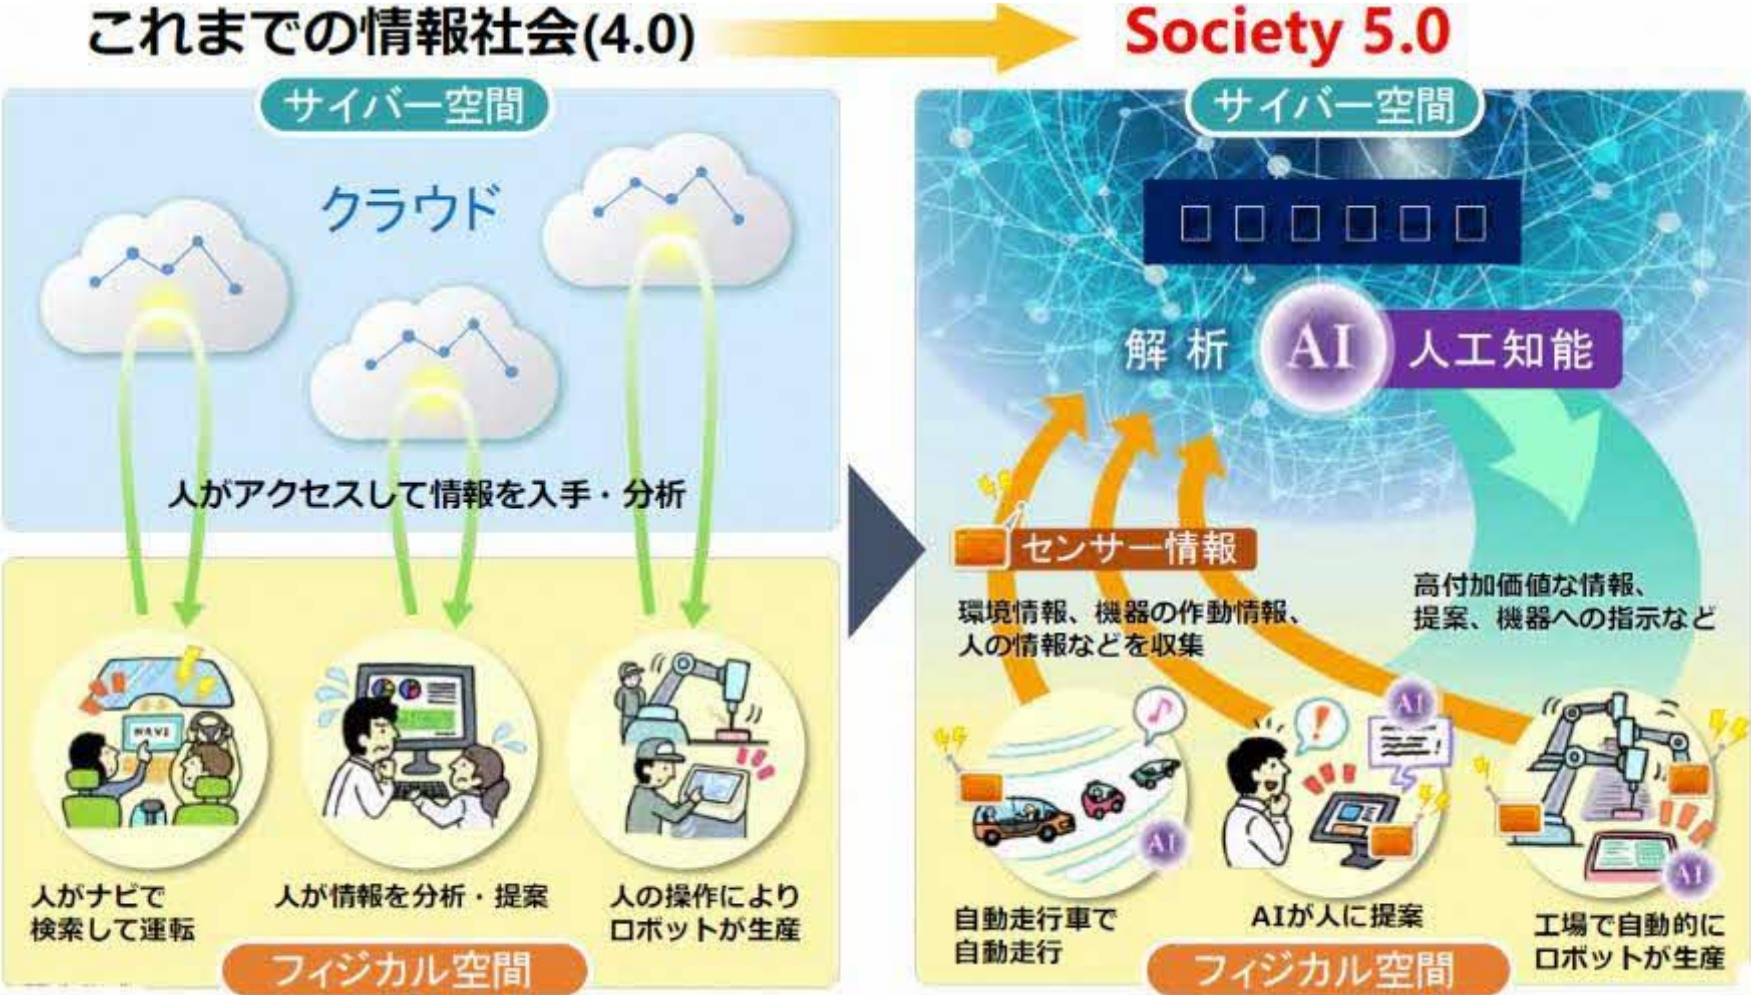 これまでの情報社会(4.0)
Society 5.0
サイバー空間
クラウド
人がアクセスして情報を入手・分析
NAVI
人がナビで
検索して運転
人が情報を分析・提案
人の操作により
ロボットが生産
フィジカル空間
サイバー空間
□□□□□□
解析 AI 人工知能
センサー情報
環境情報、機器の作動情報、
人の情報などを収集
高付加価値な情報、
提案、機器への指示など
AI
AI
AI
自動走行車で
自動走行
AIが人に提案
工場で自動的に
ロボットが生産
フィジカル空間